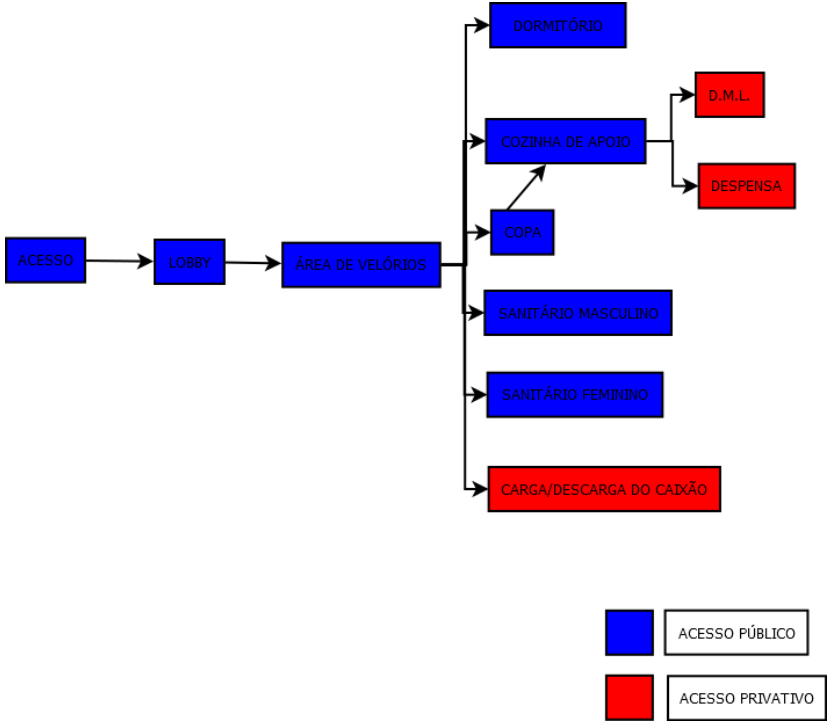 DORMITÓRIO
D.M.L.
COZINHA DE APOIO
DESPENSA
COPA
ACESSO
LOBBY
ÁREA DE VELÓRIOS
SANITÁRIO MASCULINO
SANITÁRIO FEMININO
CARGA/DESCARGA DO CAIXÃO
ACESSO PÚBLICO
ACESSO PRIVATIVO